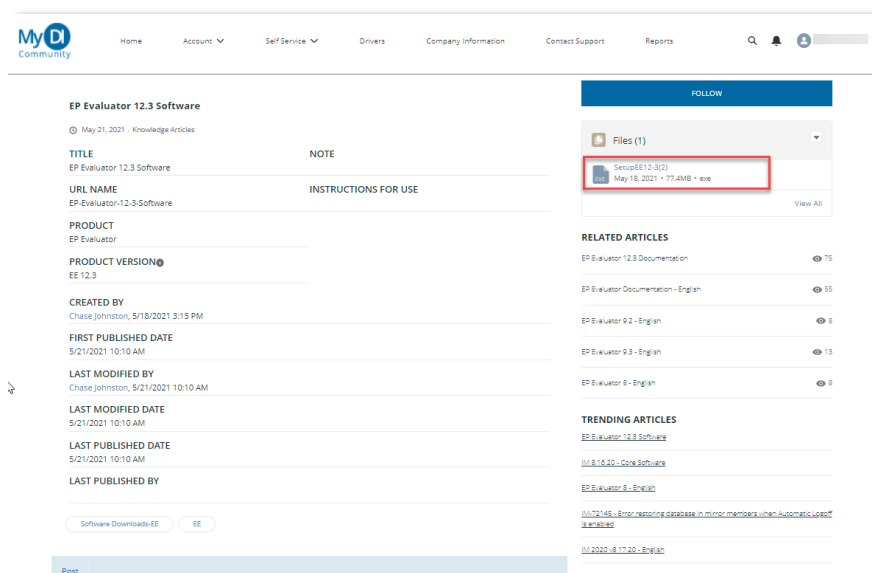 My DI
Community
Home
Account
Self Service
Drivers
Company Information
Contact Support
Reports
EP Evaluator 12.3 Software
May 21, 2021 • Knowledge Articles
TITLE
EP Evaluator 12.3 Software
NOTE
URL NAME
EP-Evaluator-12-3-Software
INSTRUCTIONS FOR USE
PRODUCT
EP Evaluator
PRODUCT VERSION
EE 12.3
CREATED BY
Chase Johnston, 5/18/2021 3:15 PM
FIRST PUBLISHED DATE
5/21/2021 10:10 AM
LAST MODIFIED BY
Chase Johnston, 5/21/2021 10:10 AM
LAST MODIFIED DATE
5/21/2021 10:10 AM
LAST PUBLISHED DATE
5/21/2021 10:10 AM
LAST PUBLISHED BY
Software Downloads-EE
EE
Post
FOLLOW
Files (1)
SetupEE12-3(2)
May 18, 2021 • 77.4MB • exe
View All
RELATED ARTICLES
EP Evaluator 12.3 Documentation
75
EP Evaluator Documentation - English
55
EP Evaluator 9.2 - English
8
EP Evaluator 9.3 - English
13
EP Evaluator 8 - English
8
TRENDING ARTICLES
EP Evaluator 12.3 Software
IM 8.16.20 - Core Software
EP Evaluator 8 - English
IM-72145 - Error restoring database in mirror members when Automatic Logoff
is enabled
IM 2020 v8.17.20 - English